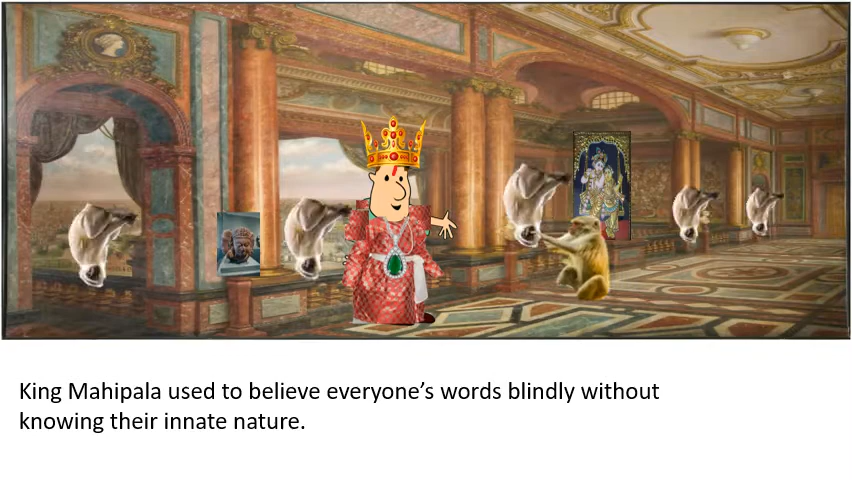 King Mahipala used to believe everyone’s words blindly without
knowing their innate nature.